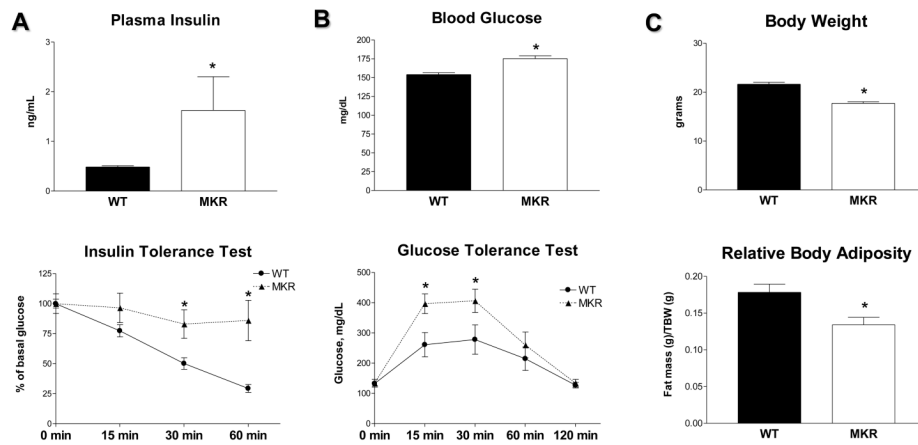 A
Plasma Insulin
3
2
1
0
ng/mL
*
WT
MKR
B
Blood Glucose
200
175
150
125
100
75
50
25
0
mg/dL
*
WT
MKR
C
Body Weight
30
20
10
0
grams
*
WT
MKR
Insulin Tolerance Test
125
100
75
50
25
0
% of basal glucose
WT
MKR
* *
0 min 15 min 30 min 60 min
Glucose Tolerance Test
500
400
300
200
100
0
Glucose, mg/dL
WT
MKR
* *
0 min 15 min 30 min 60 min 120 min
Relative Body Adiposity
0.20
0.15
0.10
0.05
0.00
Fat mass (g)/TBW (g)
*
WT
MKR